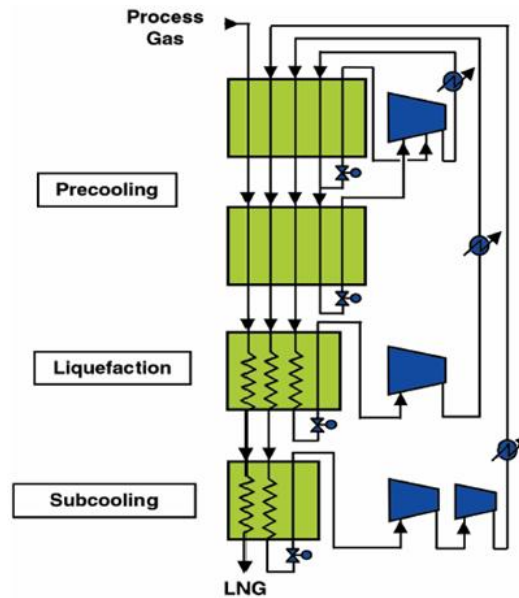 Process
Gas
Precooling
Liquefaction
Subcooling
LNG